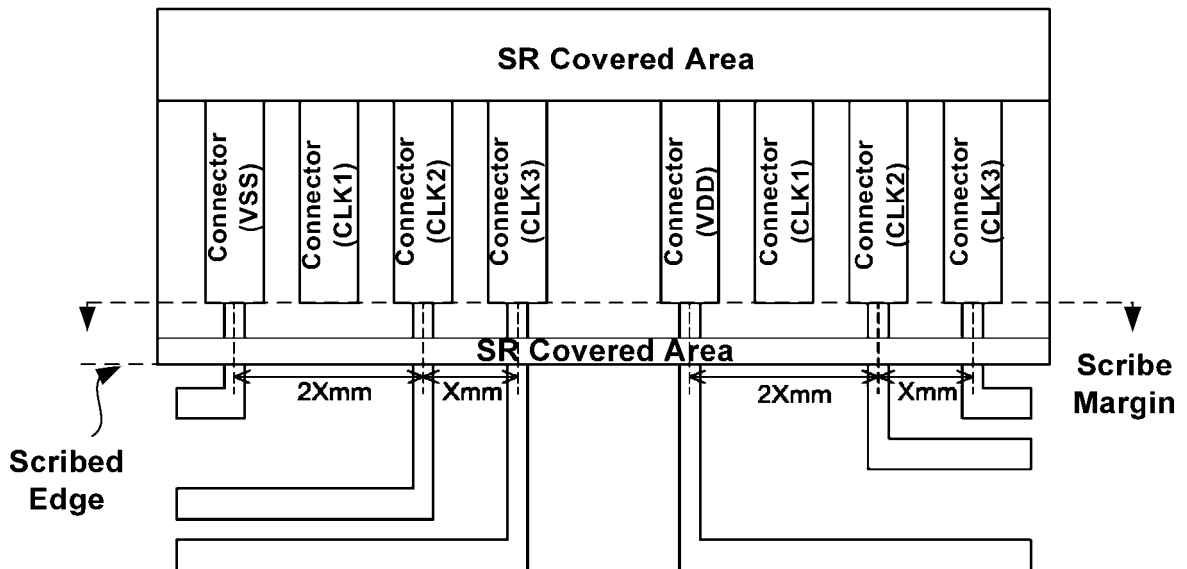 SR Covered Area
Connector
(VSS)
Connector
(CLK1)
Connector
(CLK2)
Connector
(CLK3)
Connector
(VDD)
Connector
(CLK1)
Connector
(CLK2)
Connector
(CLK3)
SR Covered Area
2Xmm
Xmm
2Xmm
Xmm
Scribe
Margin
Scribed
Edge